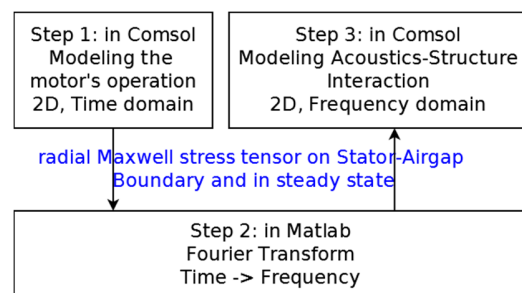 Step 1: in Comsol
Modeling the
motor's operation
2D, Time domain
Step 3: in Comsol
Modeling Acoustics-Structure
Interaction
2D, Frequency domain
radial Maxwell stress tensor on Stator-Airgap
Boundary and in steady state
Step 2: in Matlab
Fourier Transform
Time -> Frequency